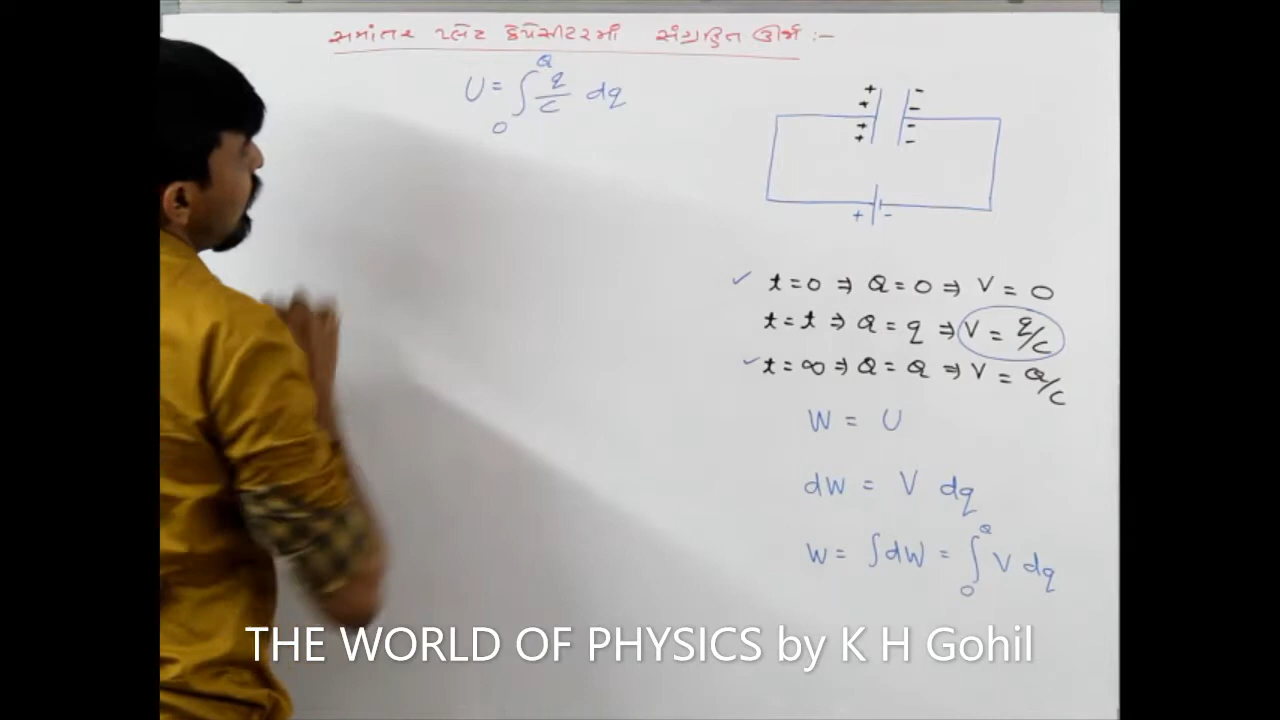 સમાંતર પ્લેટ કેપેસીટરમાં સંગ્રહિત ઊર્જા :-
U = ∫₀^Q q/C dq
+ + + + - - - -
+ -
✓ t = 0 ⇒ Q = 0 ⇒ V = 0
t = t ⇒ Q = q ⇒ V = q/C
✓ t = ∞ ⇒ Q = Q ⇒ V = Q/C
W = U
dW = V dq
W = ∫dW = ∫₀^Q V dq
THE WORLD OF PHYSICS by K H Gohil